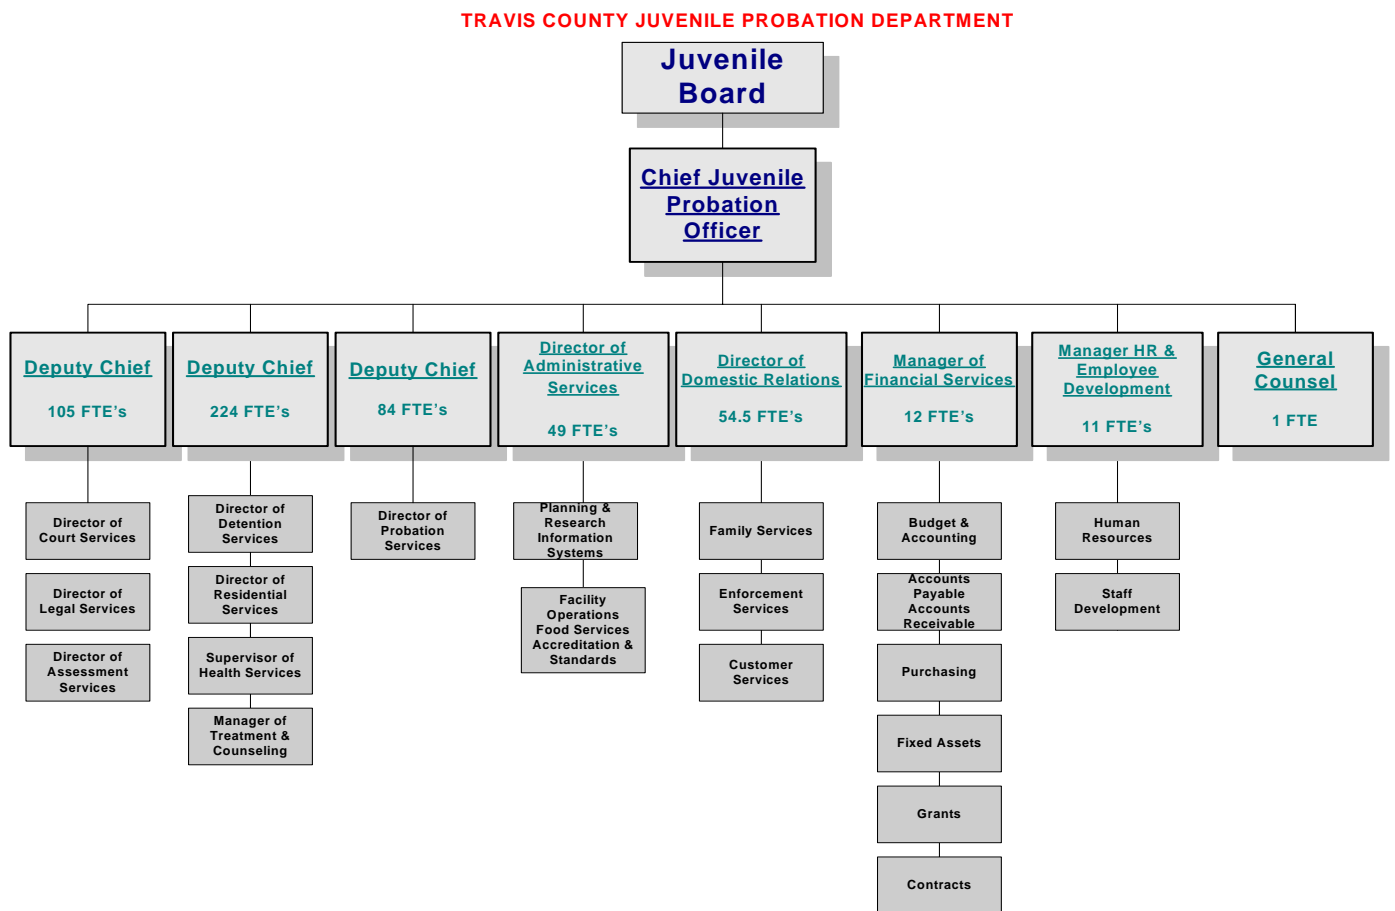 TRAVIS COUNTY JUVENILE PROBATION DEPARTMENT
Juvenile
Board
Chief Juvenile
Probation
Officer
Deputy Chief
105 FTE’s
Deputy Chief
224 FTE’s
Deputy Chief
84 FTE’s
Director of
Administrative
Services
49 FTE’s
Director of
Domestic Relations
54.5 FTE’s
Manager of
Financial Services
12 FTE’s
Manager HR &
Employee
Development
11 FTE’s
General
Counsel
1 FTE
Director of
Court Services
Director of
Legal Services
Director of
Assessment
Services
Director of
Detention
Services
Director of
Residential
Services
Supervisor of
Health Services
Manager of
Treatment &
Counseling
Director of
Probation
Services
Planning &
Research
Information
Systems
Facility
Operations
Food Services
Accreditation &
Standards
Family Services
Enforcement
Services
Customer
Services
Budget &
Accounting
Accounts
Payable
Accounts
Receivable
Purchasing
Fixed Assets
Grants
Contracts
Human
Resources
Staff
Development